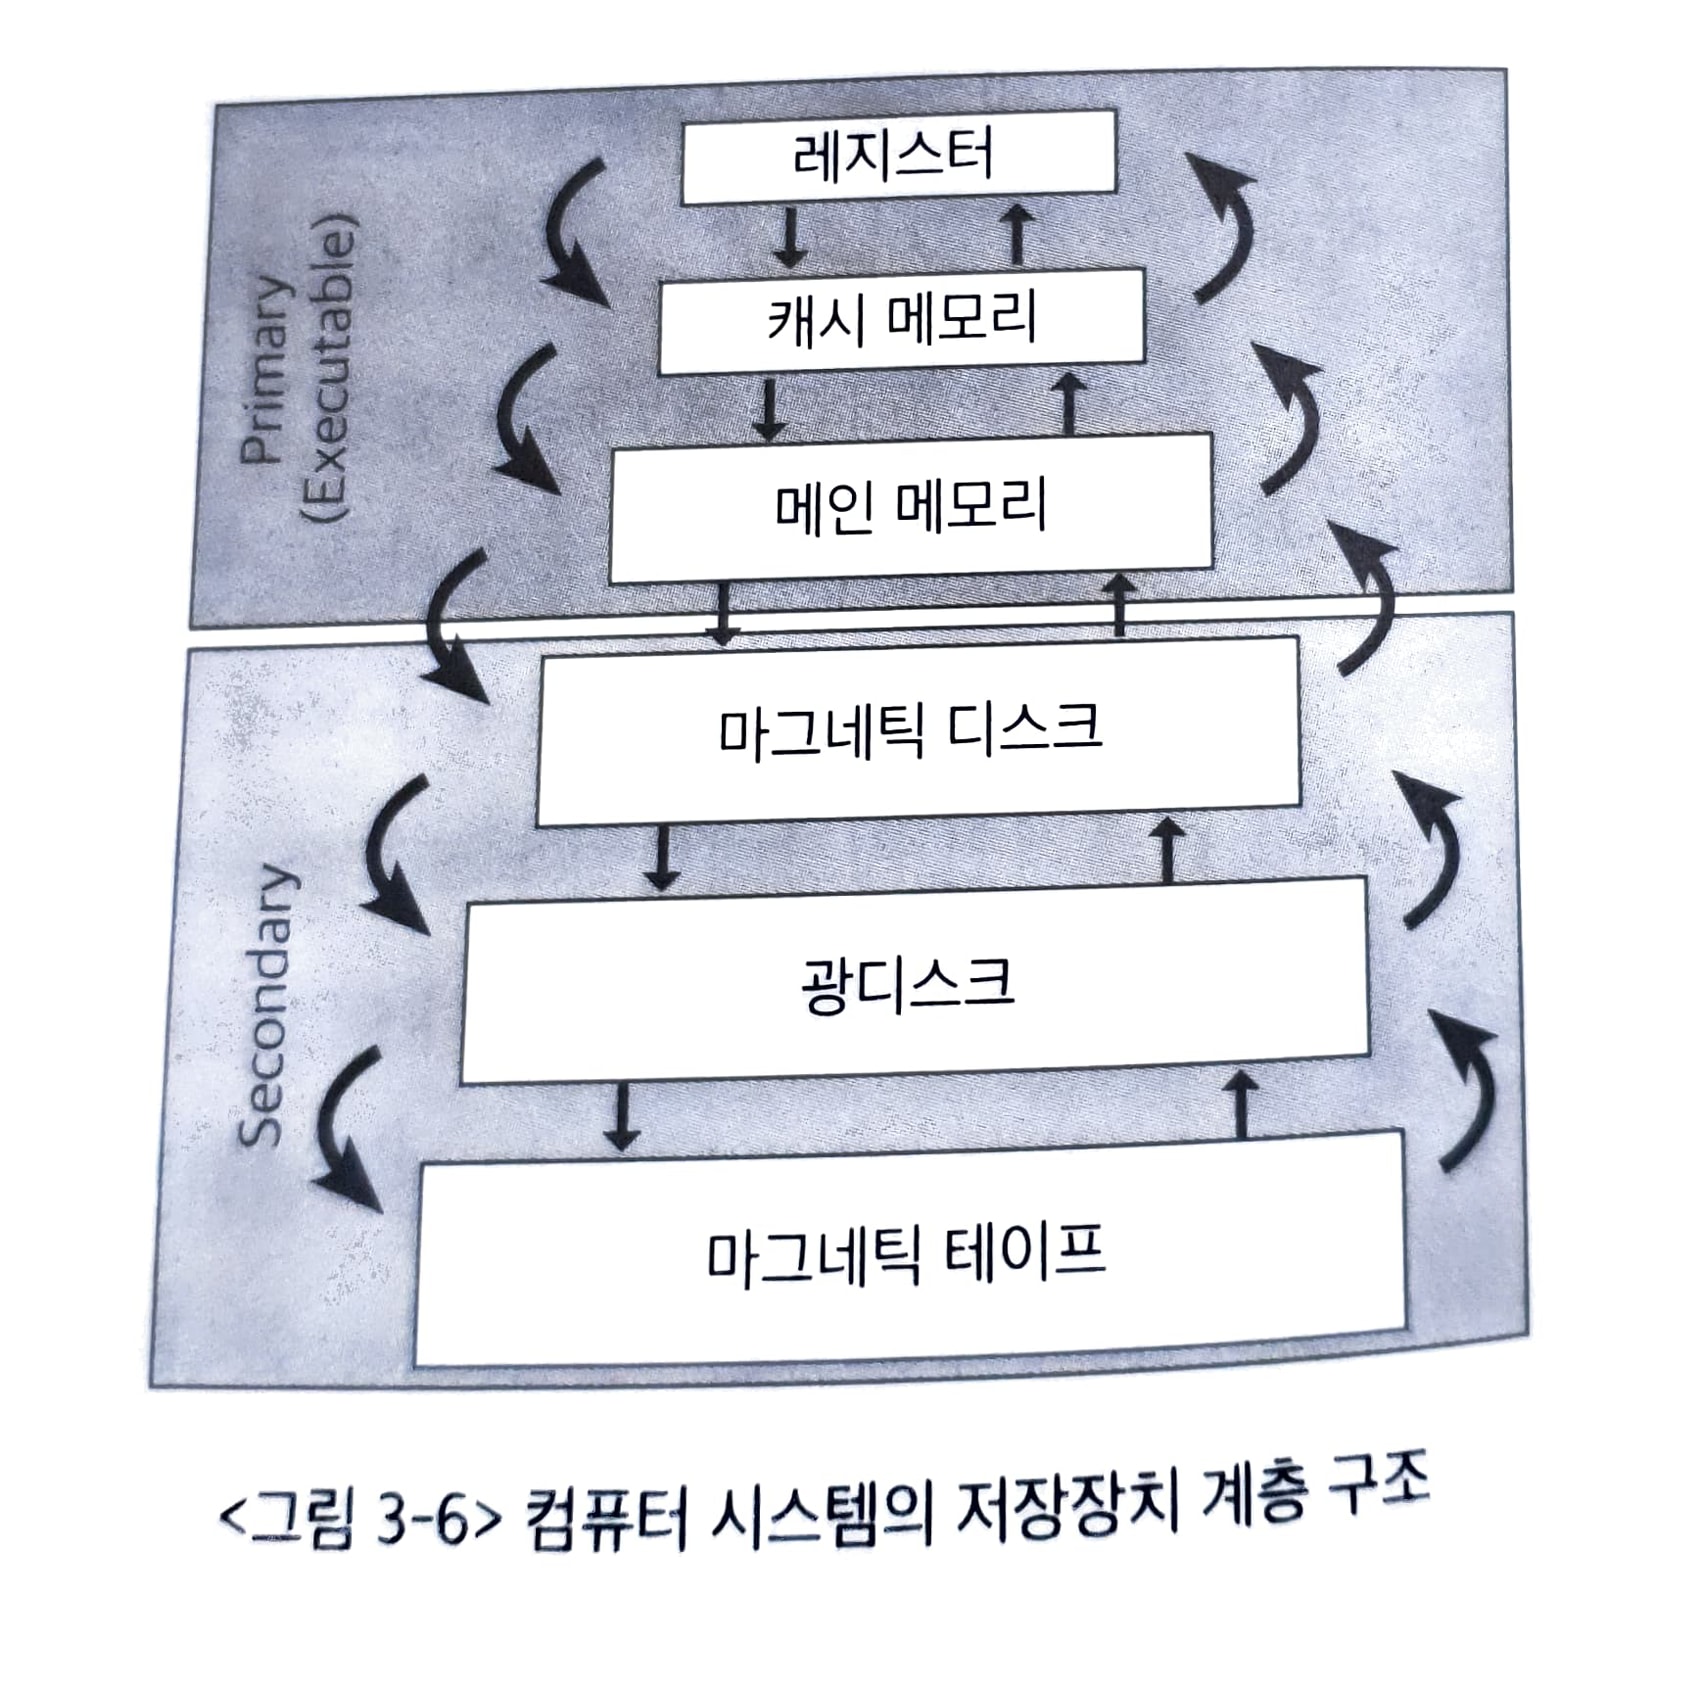 레지스터
캐시 메모리
메인 메모리
Primary
(Executable)
마그네틱 디스크
광디스크
마그네틱 테이프
Secondary
<그림 3-6> 컴퓨터 시스템의 저장장치 계층 구조